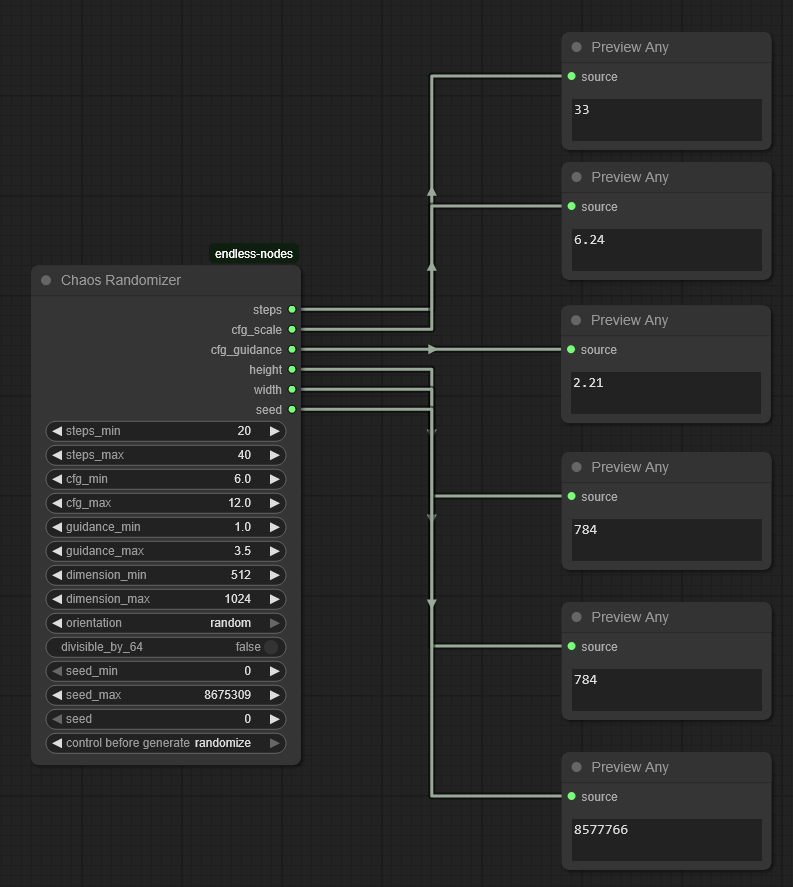 endless-nodes
Chaos Randomizer
steps
cfg_scale
cfg_guidance
height
width
seed
steps_min 20
steps_max 40
cfg_min 6.0
cfg_max 12.0
guidance_min 1.0
guidance_max 3.5
dimension_min 512
dimension_max 1024
orientation random
divisible_by_64 false
seed_min 0
seed_max 8675309
seed 0
control before generate randomize
Preview Any
source
33
Preview Any
source
6.24
Preview Any
source
2.21
Preview Any
source
784
Preview Any
source
784
Preview Any
source
8577766